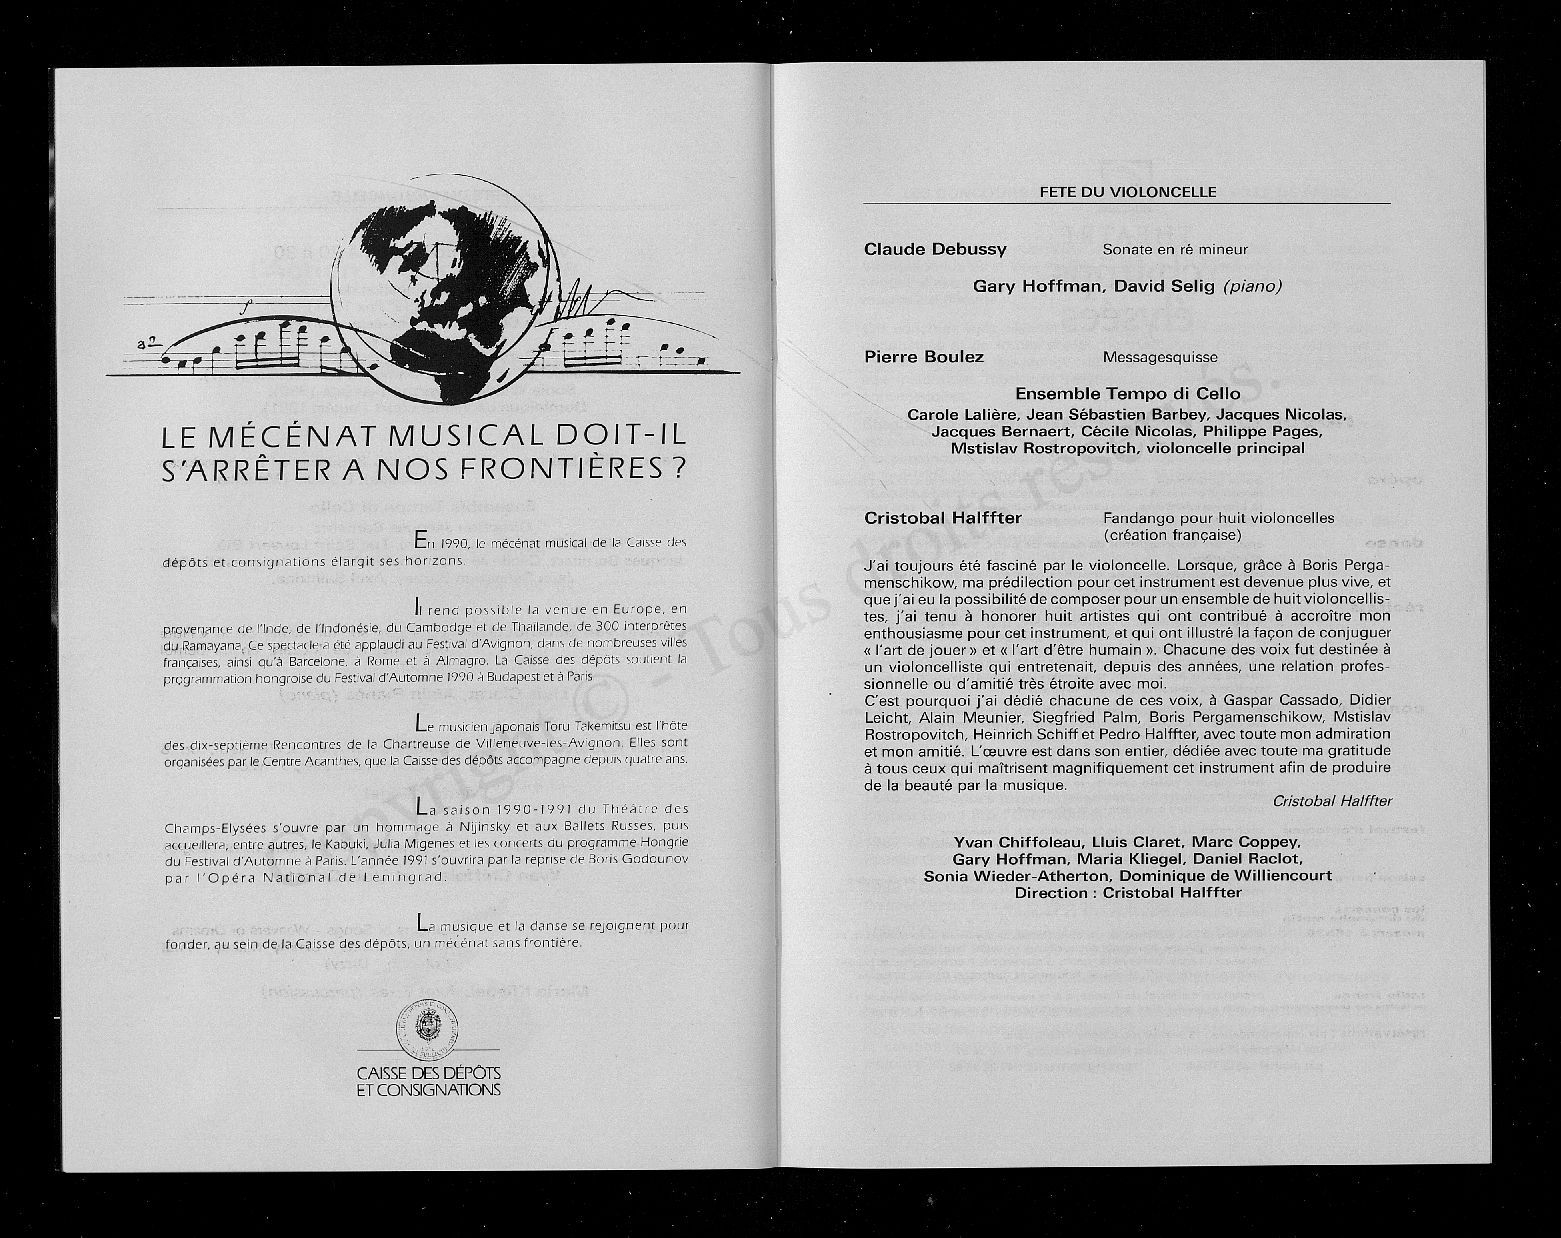 LE MÉCÉNAT MUSICAL DOIT-IL
S'ARRÊTER A NOS FRONTIÈRES ?
En 1990, le mécénat musical de la Caisse des
dépôts et consignations élargit ses horizons.
Il rend possible la venue en Europe, en
provenance de l'Inde, de l'Indonésie, du Cambodge et de Thaïlande, de 300 interprètes
du Ramayana. Ce spectacle a été applaudi au Festival d'Avignon, dans de nombreuses villes
françaises, ainsi qu'à Barcelone, à Rome et à Almagro. La Caisse des dépôts soutient la
programmation hongroise du Festival d'Automne 1990 à Budapest et à Paris.
Le musicien japonais Toru Takemitsu est l'hôte
des dix-septième Rencontres de la Chartreuse de Villeneuve-les-Avignon. Elles sont
organisées par le Centre Acanthes, que la Caisse des dépôts accompagne depuis quatre ans.
La saison 1990-1991 du Théâtre des
Champs-Elysées s'ouvre par un hommage à Nijinsky et aux Ballets Russes, puis
accueillera, entre autres, le Kabuki, Julia Migenes et les concerts du programme Hongrie
du Festival d'Automne à Paris. L'année 1991 s'ouvrira par la reprise de Boris Godounov
par l'Opéra National de Leningrad.
La musique et la danse se rejoignent pour
fonder, au sein de la Caisse des dépôts, un mécénat sans frontière.
CAISSE DES DÉPÔTS
ET CONSIGNATIONS
FETE DU VIOLONCELLE
Claude Debussy Sonate en ré mineur
Gary Hoffman, David Selig (piano)
Pierre Boulez Messagesquisse
Ensemble Tempo di Cello
Carole Lalière, Jean Sébastien Barbey, Jacques Nicolas,
Jacques Bernaert, Cécile Nicolas, Philippe Pages,
Mstislav Rostropovitch, violoncelle principal
Cristobal Halffter Fandango pour huit violoncelles
(création française)
J'ai toujours été fasciné par le violoncelle. Lorsque, grâce à Boris Perga-
menschikow, ma prédilection pour cet instrument est devenue plus vive, et
que j'ai eu la possibilité de composer pour un ensemble de huit violoncellis-
tes, j'ai tenu à honorer huit artistes qui ont contribué à accroître mon
enthousiasme pour cet instrument, et qui ont illustré la façon de conjuguer
« l'art de jouer » et « l'art d'être humain ». Chacune des voix fut destinée à
un violoncelliste qui entretenait, depuis des années, une relation profes-
sionnelle ou d'amitié très étroite avec moi.
C'est pourquoi j'ai dédié chacune de ces voix, à Gaspar Cassado, Didier
Leicht, Alain Meunier, Siegfried Palm, Boris Pergamenschikow, Mstislav
Rostropovitch, Heinrich Schiff et Pedro Halffter, avec toute mon admiration
et mon amitié. L'œuvre est dans son entier, dédiée avec toute ma gratitude
à tous ceux qui maîtrisent magnifiquement cet instrument afin de produire
de la beauté par la musique.
Cristobal Halffter
Yvan Chiffoleau, Lluis Claret, Marc Coppey,
Gary Hoffman, Maria Kliegel, Daniel Raclot,
Sonia Wieder-Atherton, Dominique de Williencourt
Direction : Cristobal Halffter